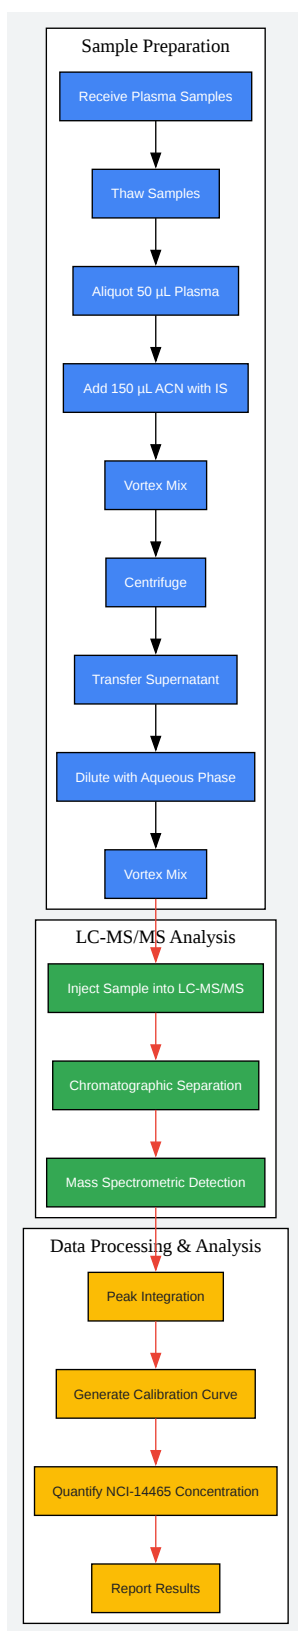 Sample Preparation
Receive Plasma Samples
Thaw Samples
Aliquot 50 µL Plasma
Add 150 µL ACN with IS
Vortex Mix
Centrifuge
Transfer Supernatant
Dilute with Aqueous Phase
Vortex Mix
LC-MS/MS Analysis
Inject Sample into LC-MS/MS
Chromatographic Separation
Mass Spectrometric Detection
Data Processing & Analysis
Peak Integration
Generate Calibration Curve
Quantify NCI-14465 Concentration
Report Results